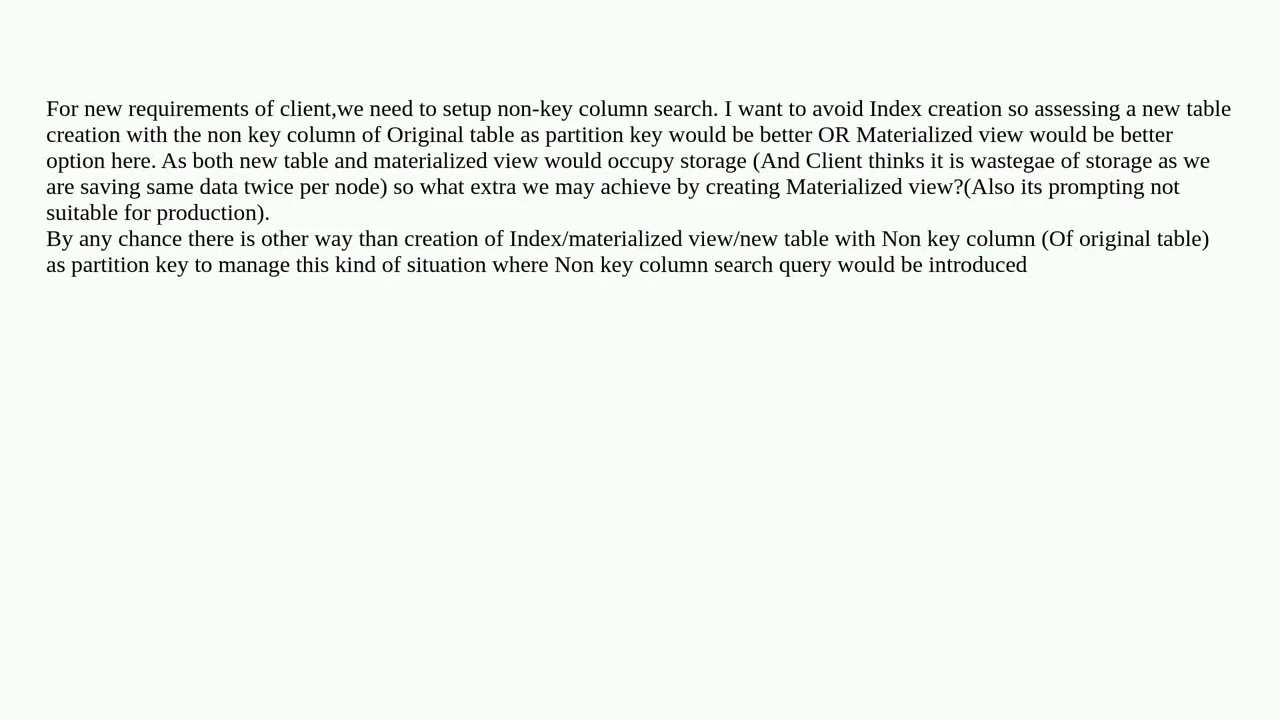 For new requirements of client,we need to setup non-key column search. I want to avoid Index creation so assessing a new table
creation with the non key column of Original table as partition key would be better OR Materialized view would be better
option here. As both new table and materialized view would occupy storage (And Client thinks it is wastegae of storage as we
are saving same data twice per node) so what extra we may achieve by creating Materialized view?(Also its prompting not
suitable for production).
By any chance there is other way than creation of Index/materialized view/new table with Non key column (Of original table)
as partition key to manage this kind of situation where Non key column search query would be introduced